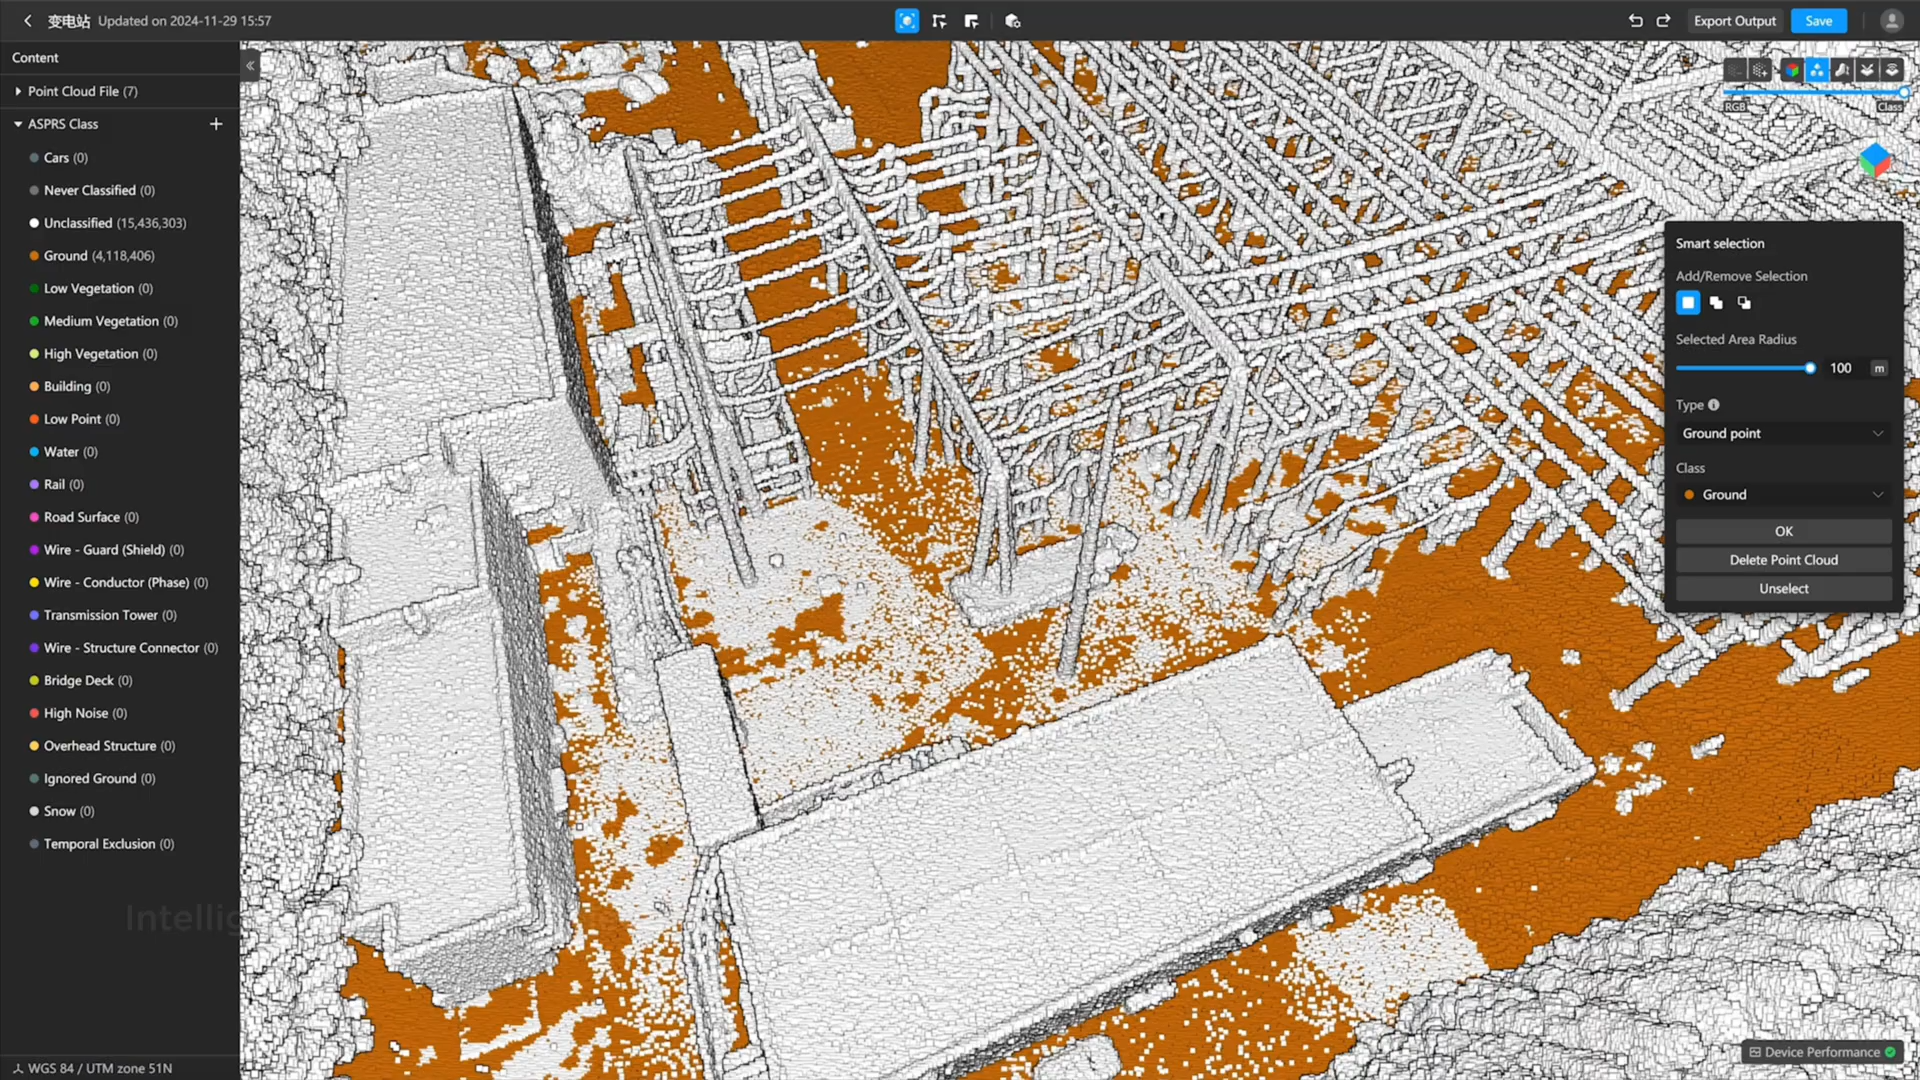 变电站 Updated on 2024-11-29 15:57
Export Output
Save
Content
Point Cloud File (7)
ASPRS Class
Cars (0)
Never Classified (0)
Unclassified (15,436,303)
Ground (4,118,406)
Low Vegetation (0)
Medium Vegetation (0)
High Vegetation (0)
Building (0)
Low Point (0)
Water (0)
Rail (0)
Road Surface (0)
Wire - Guard (Shield) (0)
Wire - Conductor (Phase) (0)
Transmission Tower (0)
Wire - Structure Connector (0)
Bridge Deck (0)
High Noise (0)
Overhead Structure (0)
Ignored Ground (0)
Snow (0)
Temporal Exclusion (0)
WGS 84 / UTM zone 51N
RGB
Class
Smart selection
Add/Remove Selection
Selected Area Radius
100 m
Type
Ground point
Class
Ground
OK
Delete Point Cloud
Unselect
Device Performance